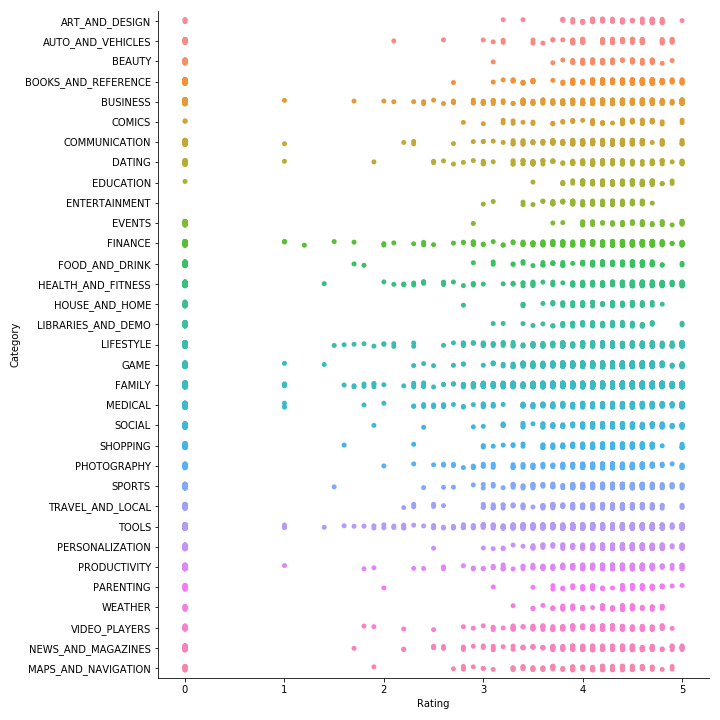 ART_AND_DESIGN
AUTO_AND_VEHICLES
BEAUTY
BOOKS_AND_REFERENCE
BUSINESS
COMICS
COMMUNICATION
DATING
EDUCATION
ENTERTAINMENT
EVENTS
FINANCE
FOOD_AND_DRINK
HEALTH_AND_FITNESS
HOUSE_AND_HOME
LIBRARIES_AND_DEMO
LIFESTYLE
GAME
FAMILY
MEDICAL
SOCIAL
SHOPPING
PHOTOGRAPHY
SPORTS
TRAVEL_AND_LOCAL
TOOLS
PERSONALIZATION
PRODUCTIVITY
PARENTING
WEATHER
VIDEO_PLAYERS
NEWS_AND_MAGAZINES
MAPS_AND_NAVIGATION
Category
0 1 2 3 4 5
Rating